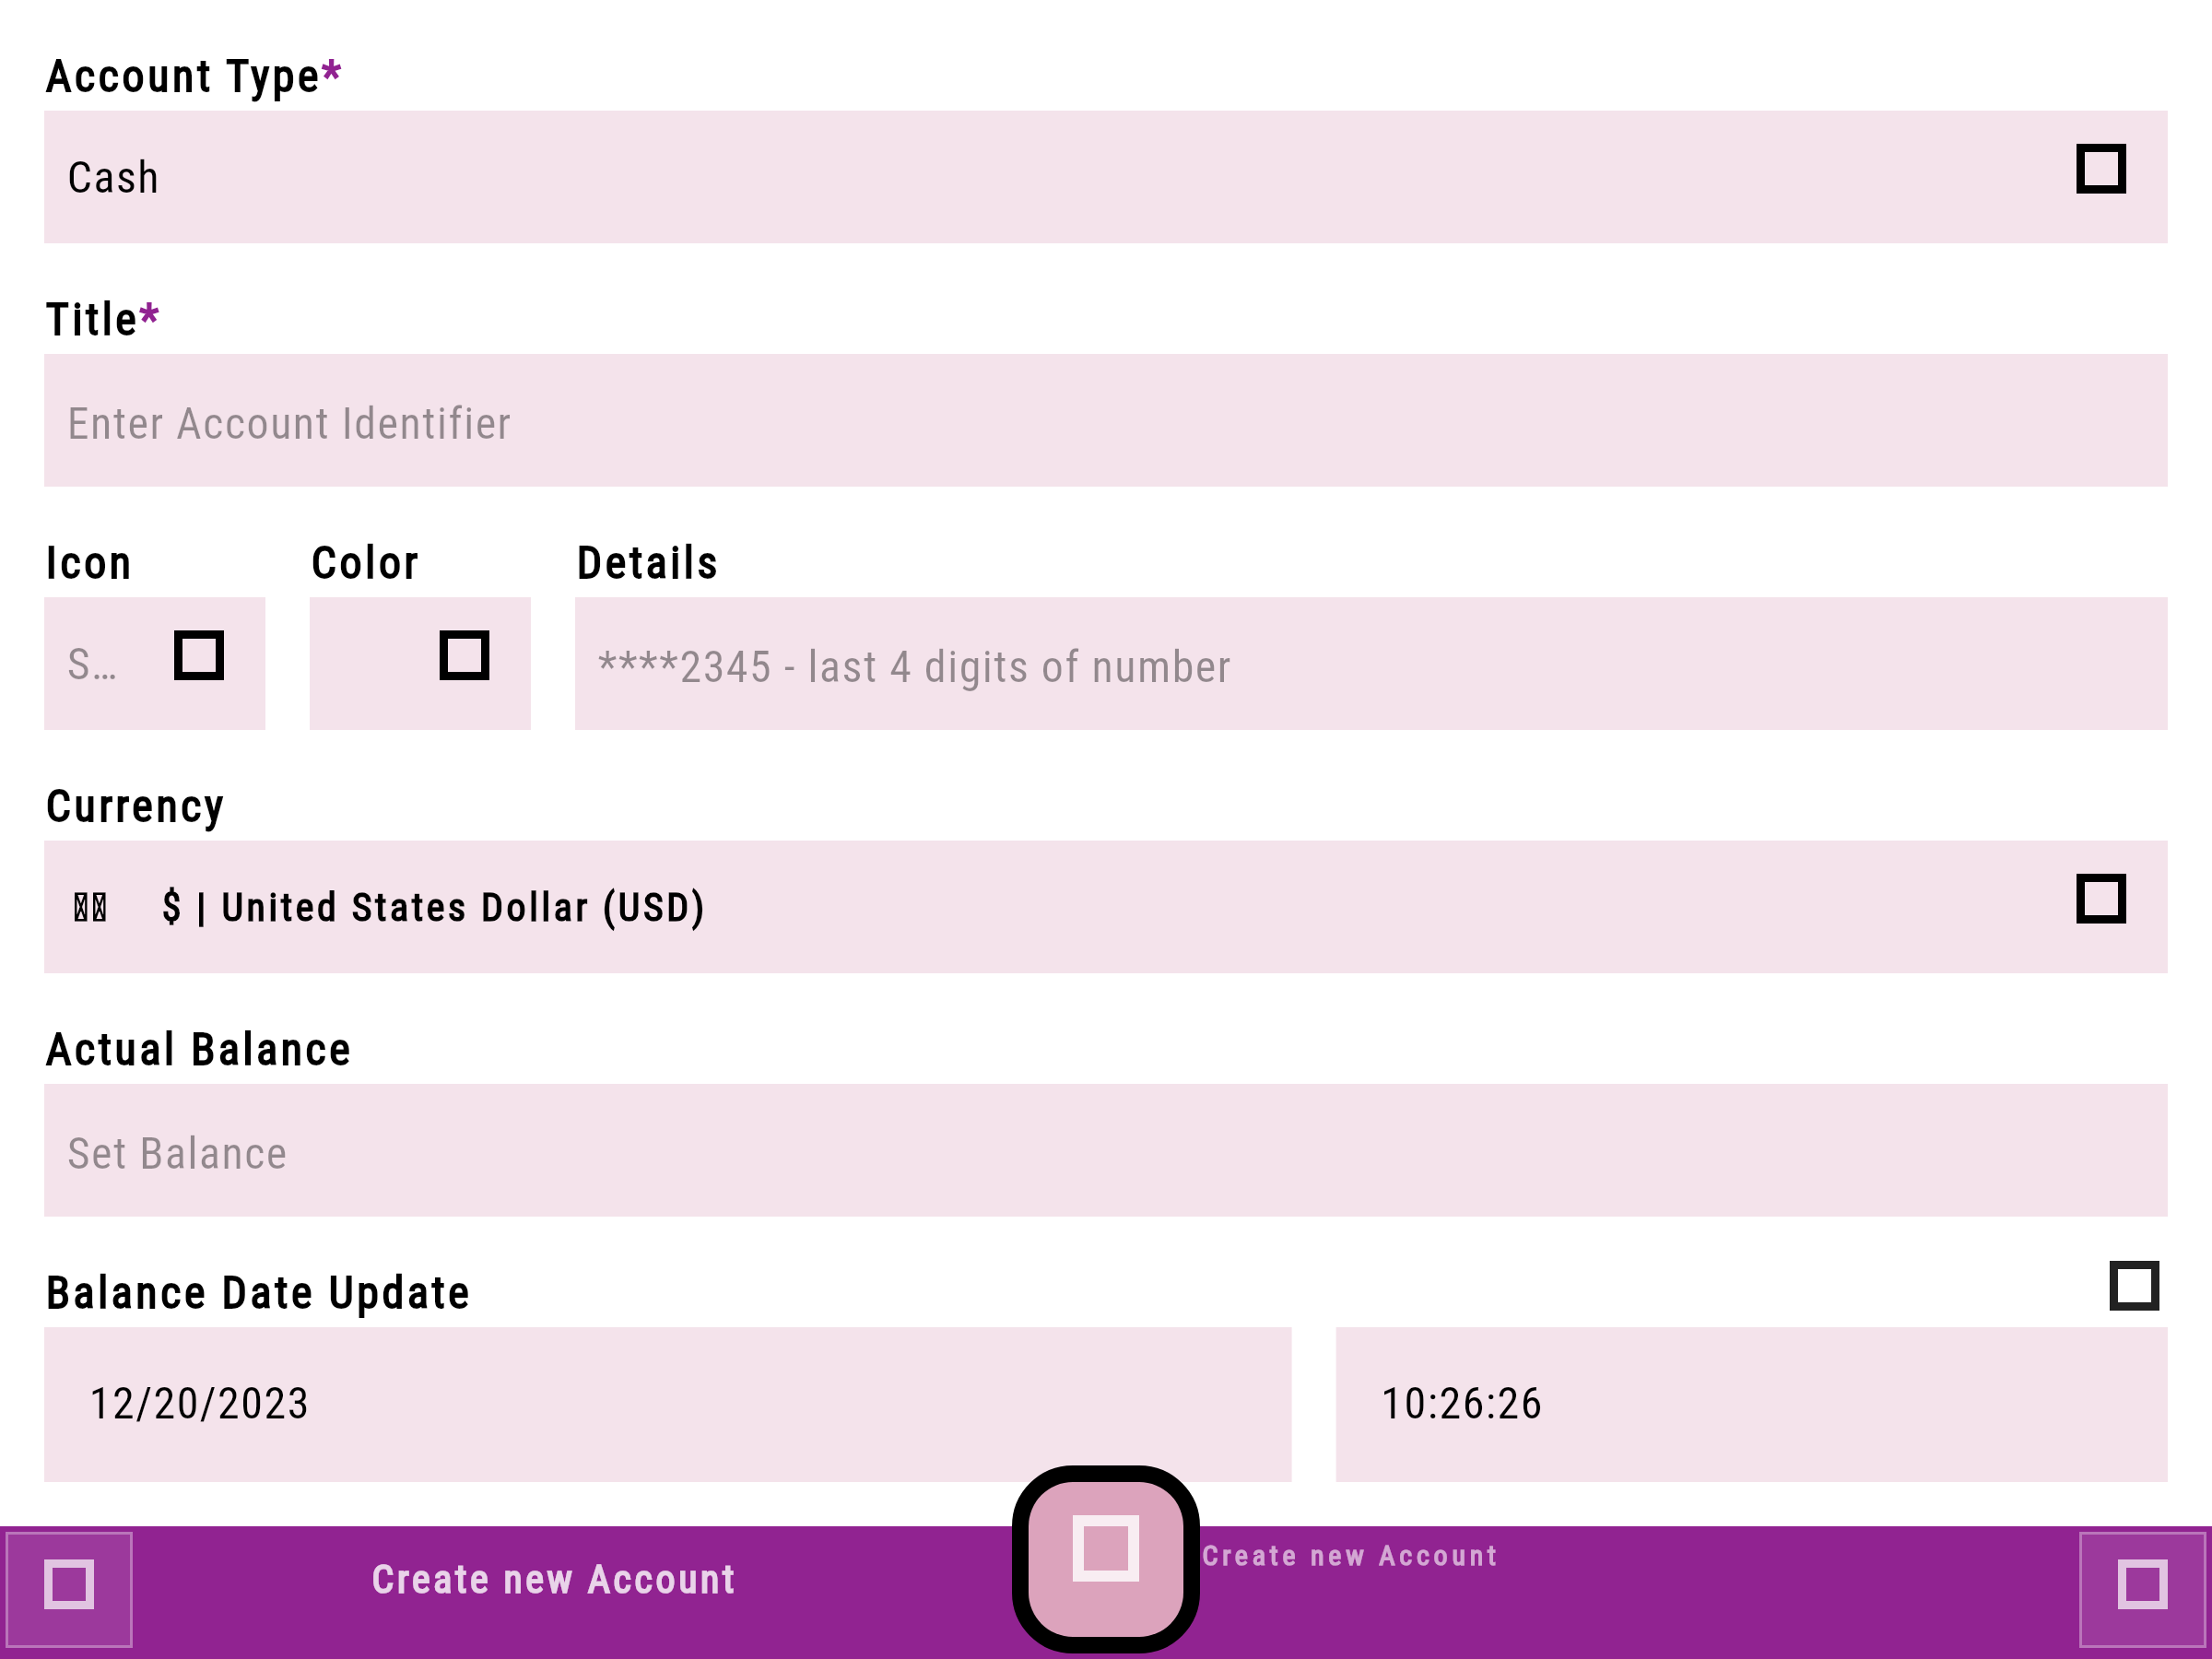 Account Type*
Cash
Title*
Enter Account Identifier
Icon Color Details
S… ****2345 - last 4 digits of number
Currency
$ | United States Dollar (USD)
Actual Balance
Set Balance
Balance Date Update
12/20/2023 10:26:26
Create new Account Create new Account